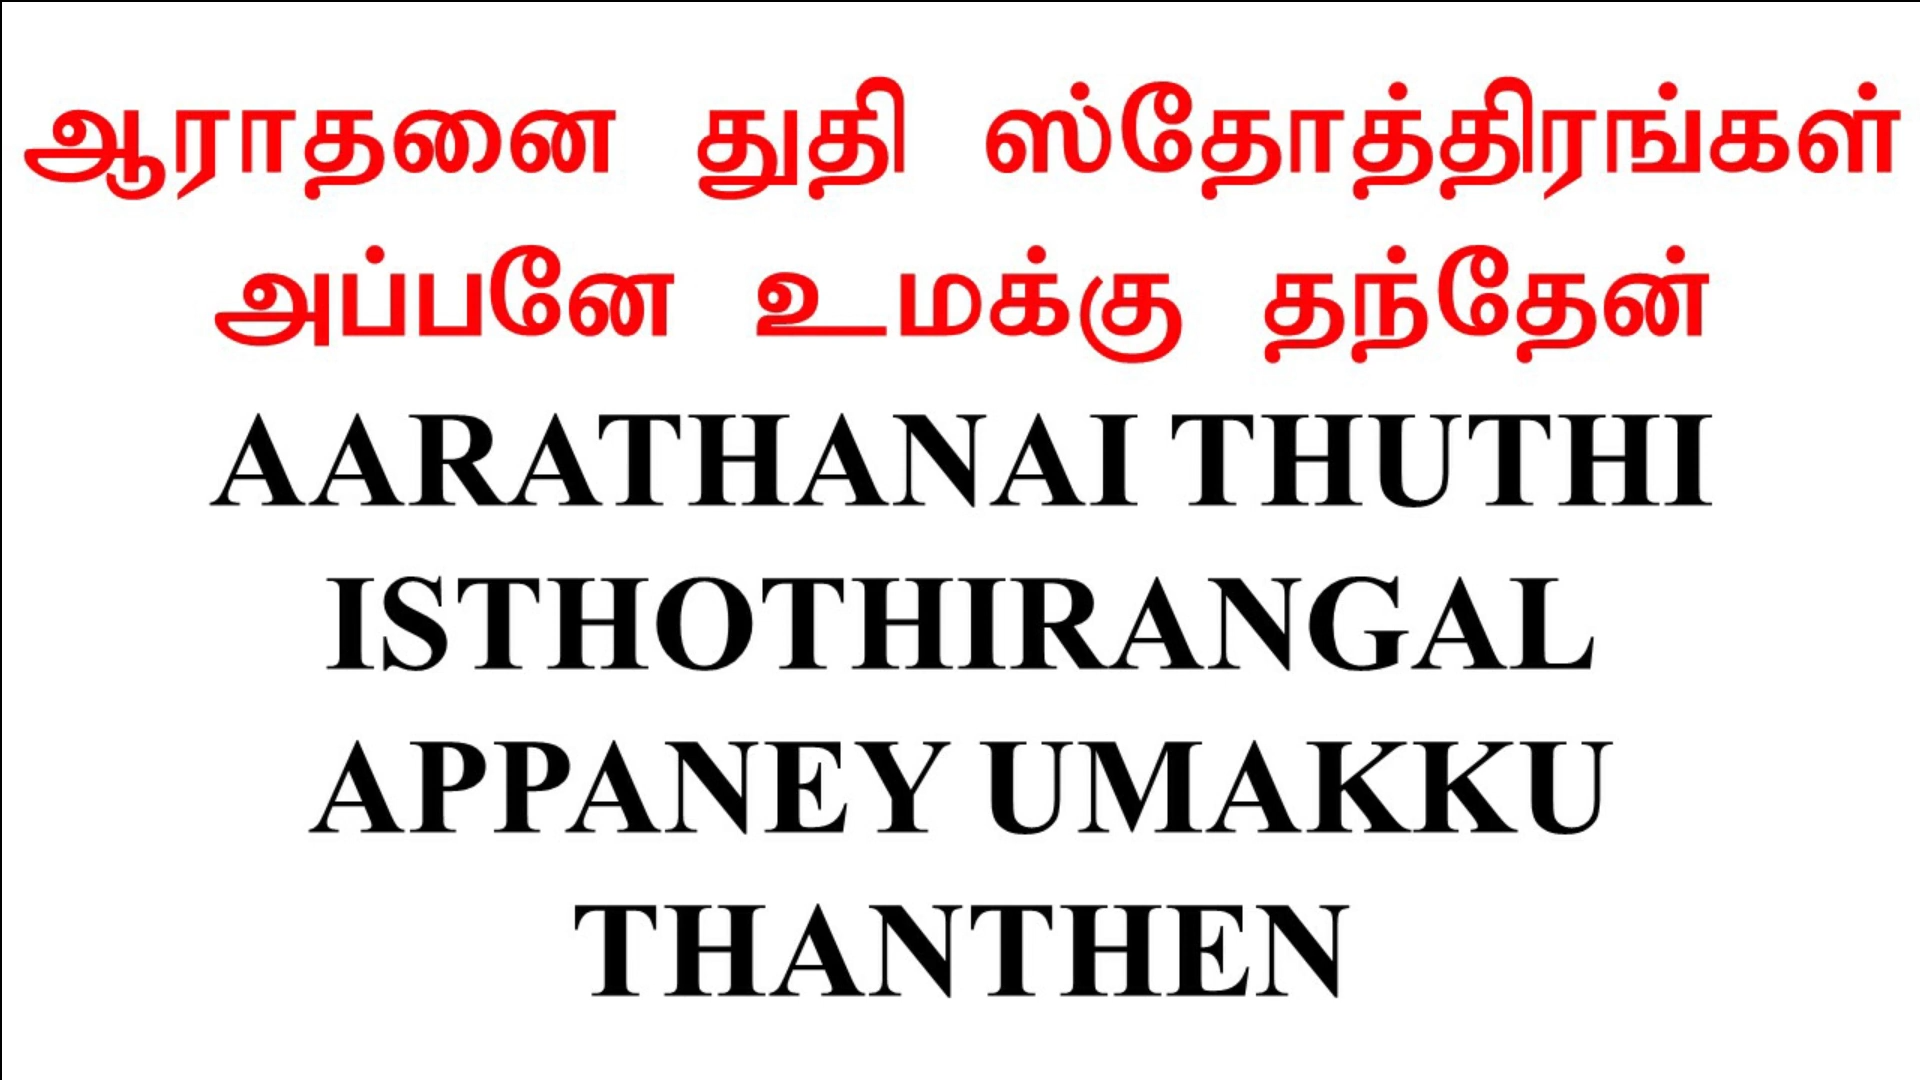 ஆராதனை துதி ஸ்தோத்திரங்கள்
அப்பனே உமக்கு தந்தேன்
AARATHANAI THUTHI
ISTHOTHIRANGAL
APPANEY UMAKKU
THANTHEN